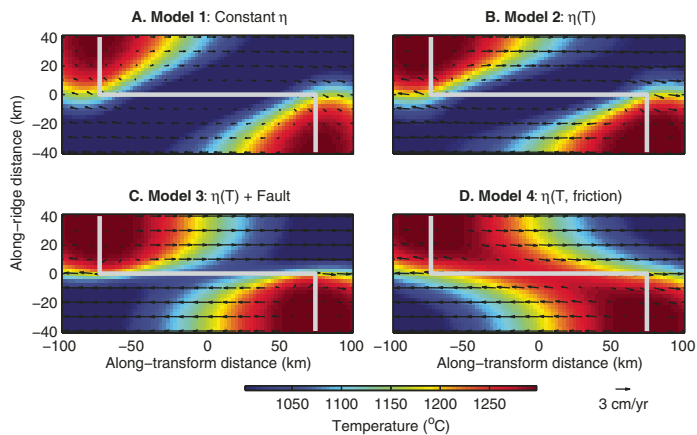 A. Model 1: Constant η
B. Model 2: η(T)
40
20
0
−20
−40
C. Model 3: η(T) + Fault
D. Model 4: η(T, friction)
40
20
0
−20
−40
Along−ridge distance (km)
−100 −50 0 50 100
−100 −50 0 50 100
Along−transform distance (km)
Along−transform distance (km)
1050 1100 1150 1200 1250
Temperature (°C)
3 cm/yr